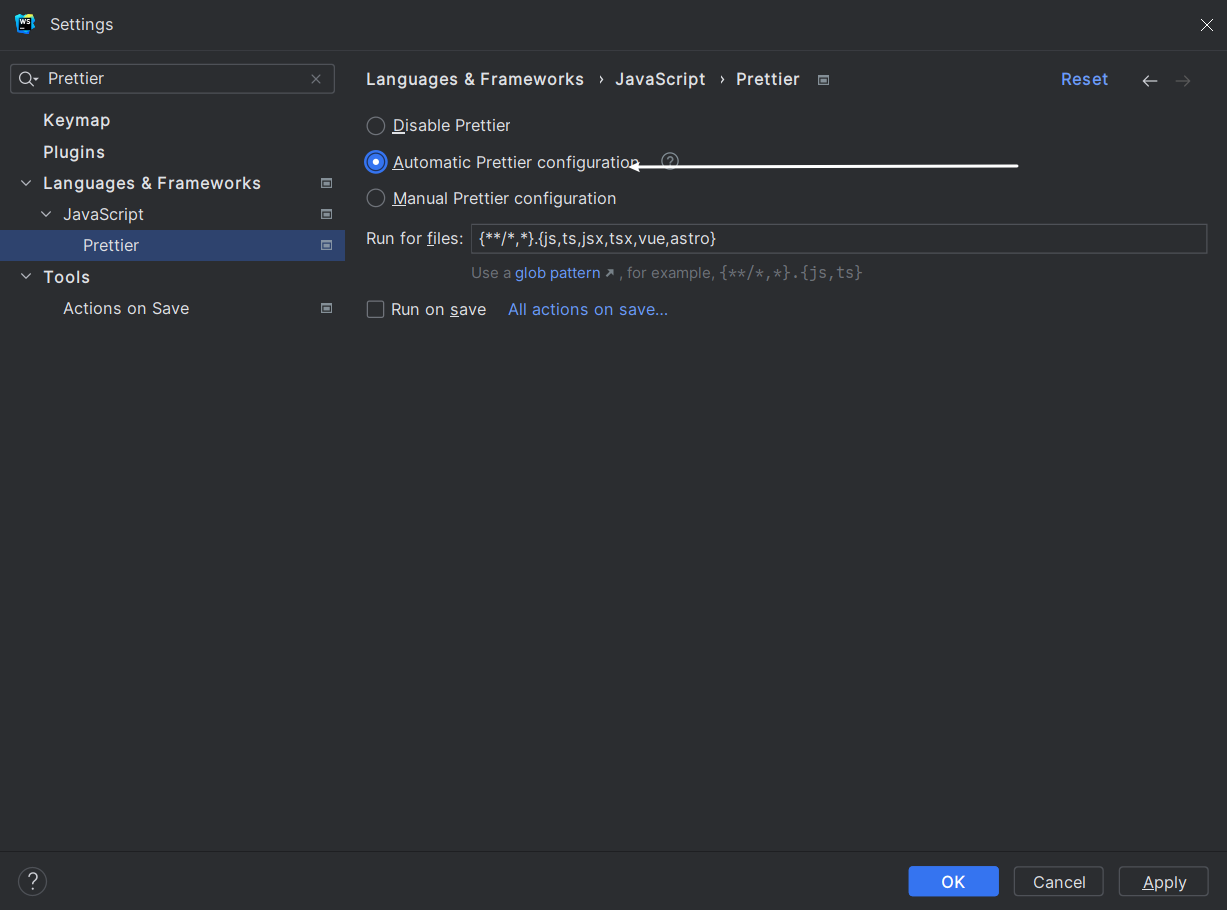 WS
Settings
Prettier
Keymap
Plugins
Languages & Frameworks
JavaScript
Prettier
Tools
Actions on Save
Languages & Frameworks › JavaScript › Prettier
Reset
Disable Prettier
Automatic Prettier configuration ?
Manual Prettier configuration
Run for files: {**/*,*}.{js,ts,jsx,tsx,vue,astro}
Use a glob pattern ↗, for example, {**/*,*}.{js,ts}
Run on save All actions on save...
?
OK Cancel Apply